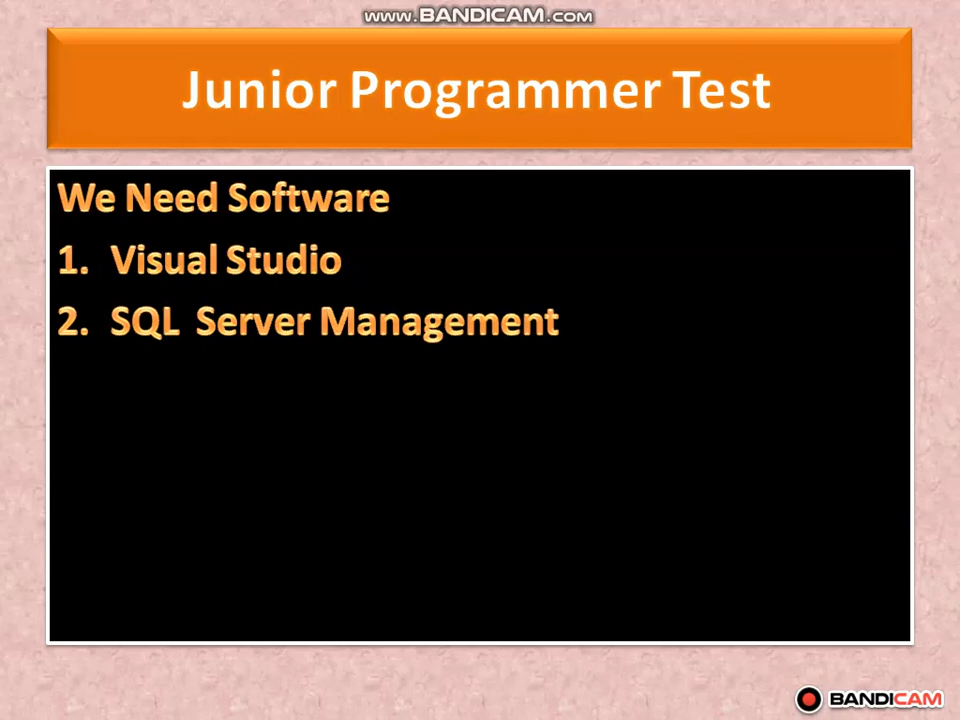 www.BANDICAM.com
Junior Programmer Test
We Need Software
1. Visual Studio
2. SQL Server Management
BANDICAM